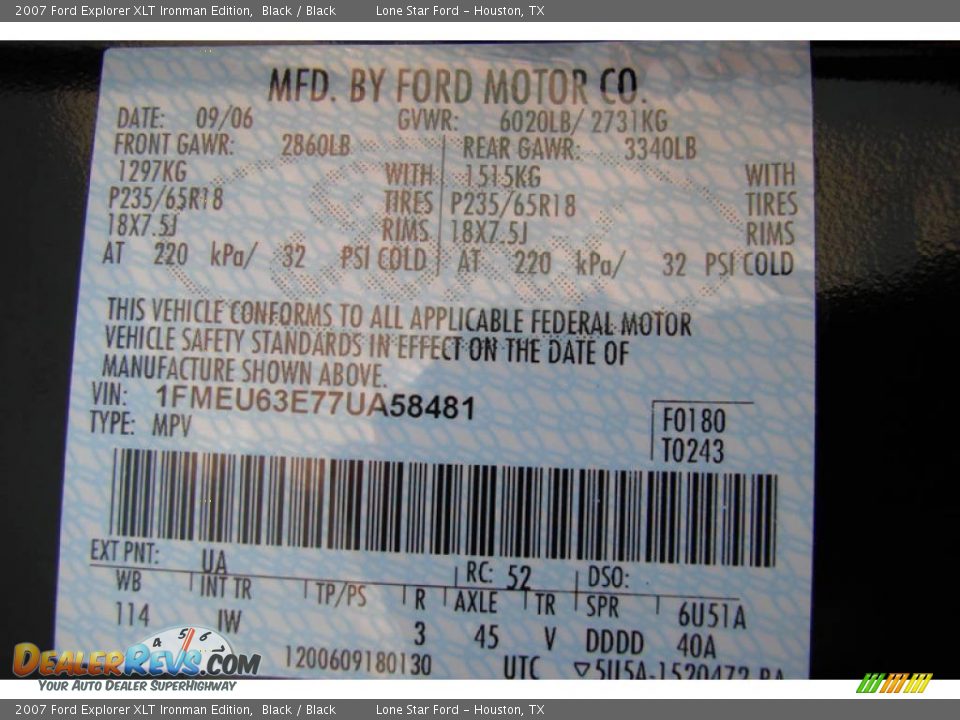 2007 Ford Explorer XLT Ironman Edition, Black / Black Lone Star Ford - Houston, TX
MFD. BY FORD MOTOR CO.
DATE: 09/06 GVWR: 6020LB/ 2731KG
FRONT GAWR: 2860LB REAR GAWR: 3340LB
1297KG WITH 1515KG WITH
P235/65R18 TIRES P235/65R18 TIRES
18X7.5J RIMS 18X7.5J RIMS
AT 220 kPa/ 32 PSI COLD AT 220 kPa/ 32 PSI COLD
THIS VEHICLE CONFORMS TO ALL APPLICABLE FEDERAL MOTOR
VEHICLE SAFETY STANDARDS IN EFFECT ON THE DATE OF
MANUFACTURE SHOWN ABOVE.
VIN: 1FMEU63E77UA58481
TYPE: MPV
F0180
T0243
EXT PNT: UA RC: 52 DSO:
WB INT TR TP/PS R AXLE TR SPR 6U51A
114 IW 3 45 V DDDD 40A
1200609180130 UTC ▽5U5A-1520472-BA
DEALERREVS.COM
4 5 6
YOUR AUTO DEALER SUPERHIGHWAY
2007 Ford Explorer XLT Ironman Edition, Black / Black Lone Star Ford - Houston, TX